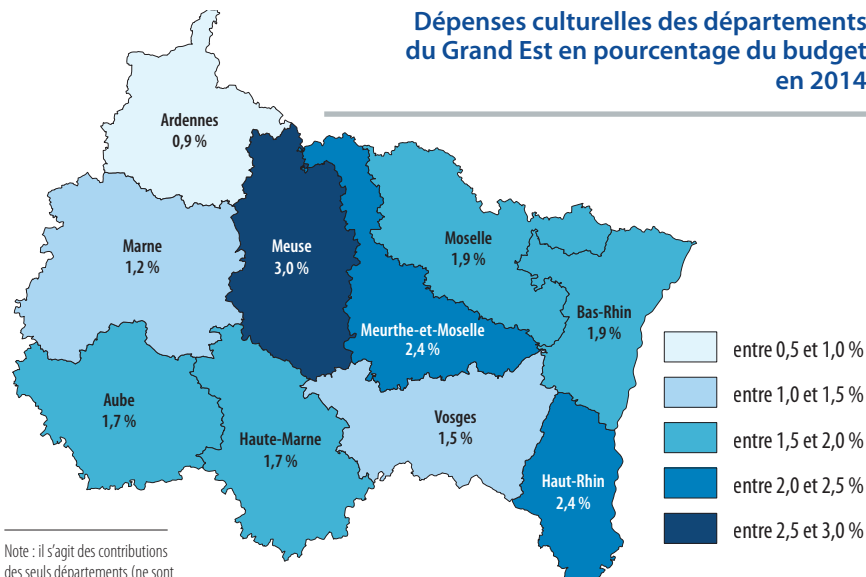 Dépenses culturelles des départements
du Grand Est en pourcentage du budget
en 2014
Ardennes
0,9 %
Marne
1,2 %
Meuse
3,0 %
Moselle
1,9 %
Bas-Rhin
1,9 %
Meurthe-et-Moselle
2,4 %
Aube
1,7 %
Haute-Marne
1,7 %
Vosges
1,5 %
Haut-Rhin
2,4 %
entre 0,5 et 1,0 %
entre 1,0 et 1,5 %
entre 1,5 et 2,0 %
entre 2,0 et 2,5 %
entre 2,5 et 3,0 %
Note : il s’agit des contributions
des seuls départements (ne sont